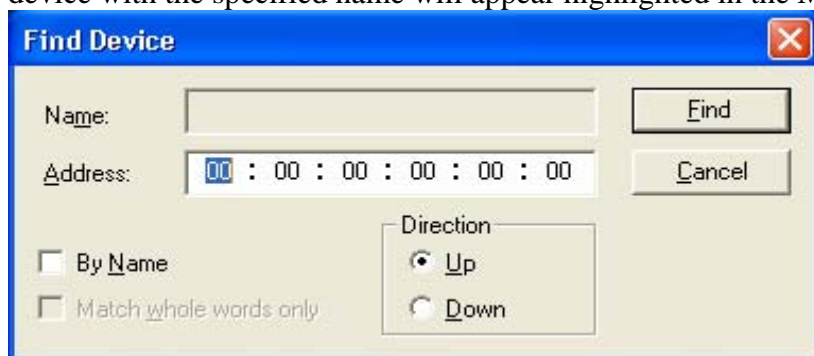 device with the specified name will appear highlighted in the
Find Device
Name:
Find
Address:
00 : 00 : 00 : 00 : 00 : 00
Cancel
Direction
By Name
Up
Match whole words only
Down